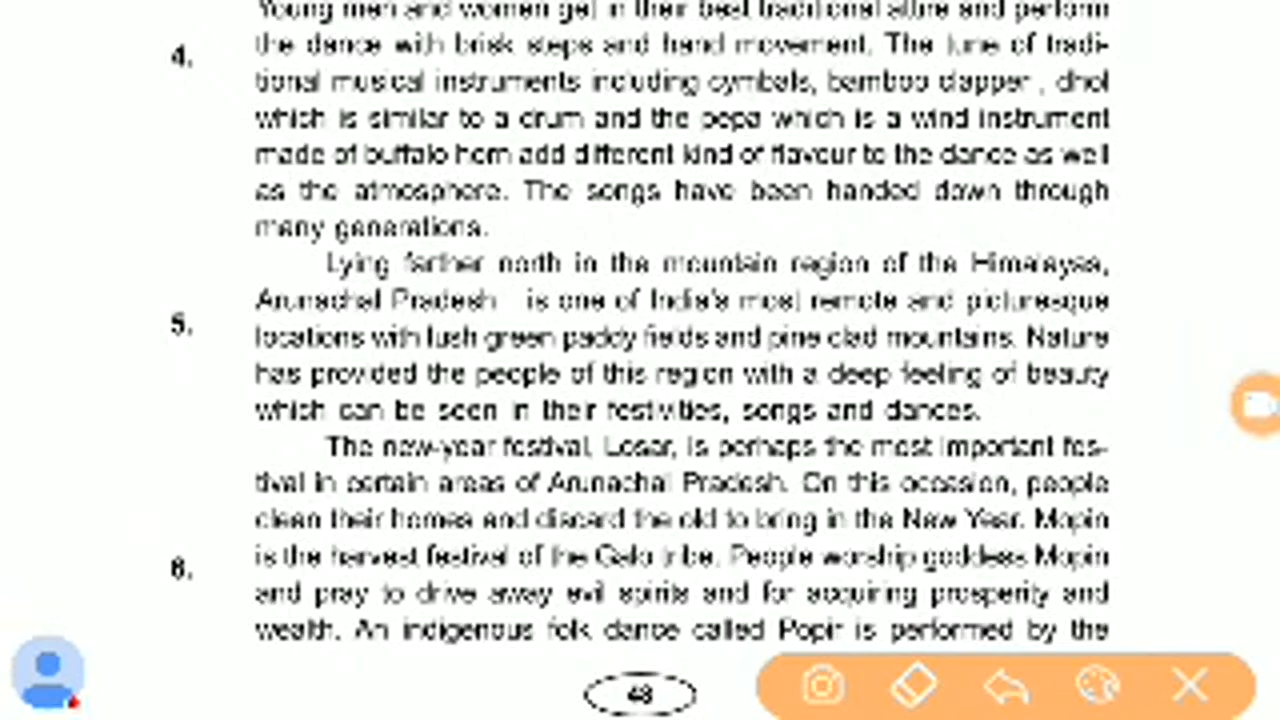 Young men and women get in their best traditional attire and perform
4. the dance with brisk steps and hand movement. The tune of tradi-
tional musical instruments including cymbals, bamboo clapper , dhol
which is similar to a drum and the pepa which is a wind instrument
made of buffalo horn add different kind of flavour to the dance as well
as the atmosphere. The songs have been handed down through
many generations.
Lying farther north in the mountain region of the Himalayas,
Arunachal Pradesh is one of India's most remote and picturesque
5. locations with lush green paddy fields and pine clad mountains. Nature
has provided the people of this region with a deep feeling of beauty
which can be seen in their festivities, songs and dances.
The new-year festival, Losar, is perhaps the most important fes-
tival in certain areas of Arunachal Pradesh. On this occasion, people
clean their homes and discard the old to bring in the New Year. Mopin
6. is the harvest festival of the Galo tribe. People worship goddess Mopin
and pray to drive away evil spirits and for acquiring prosperity and
wealth. An indigenous folk dance called Popir is performed by the
48